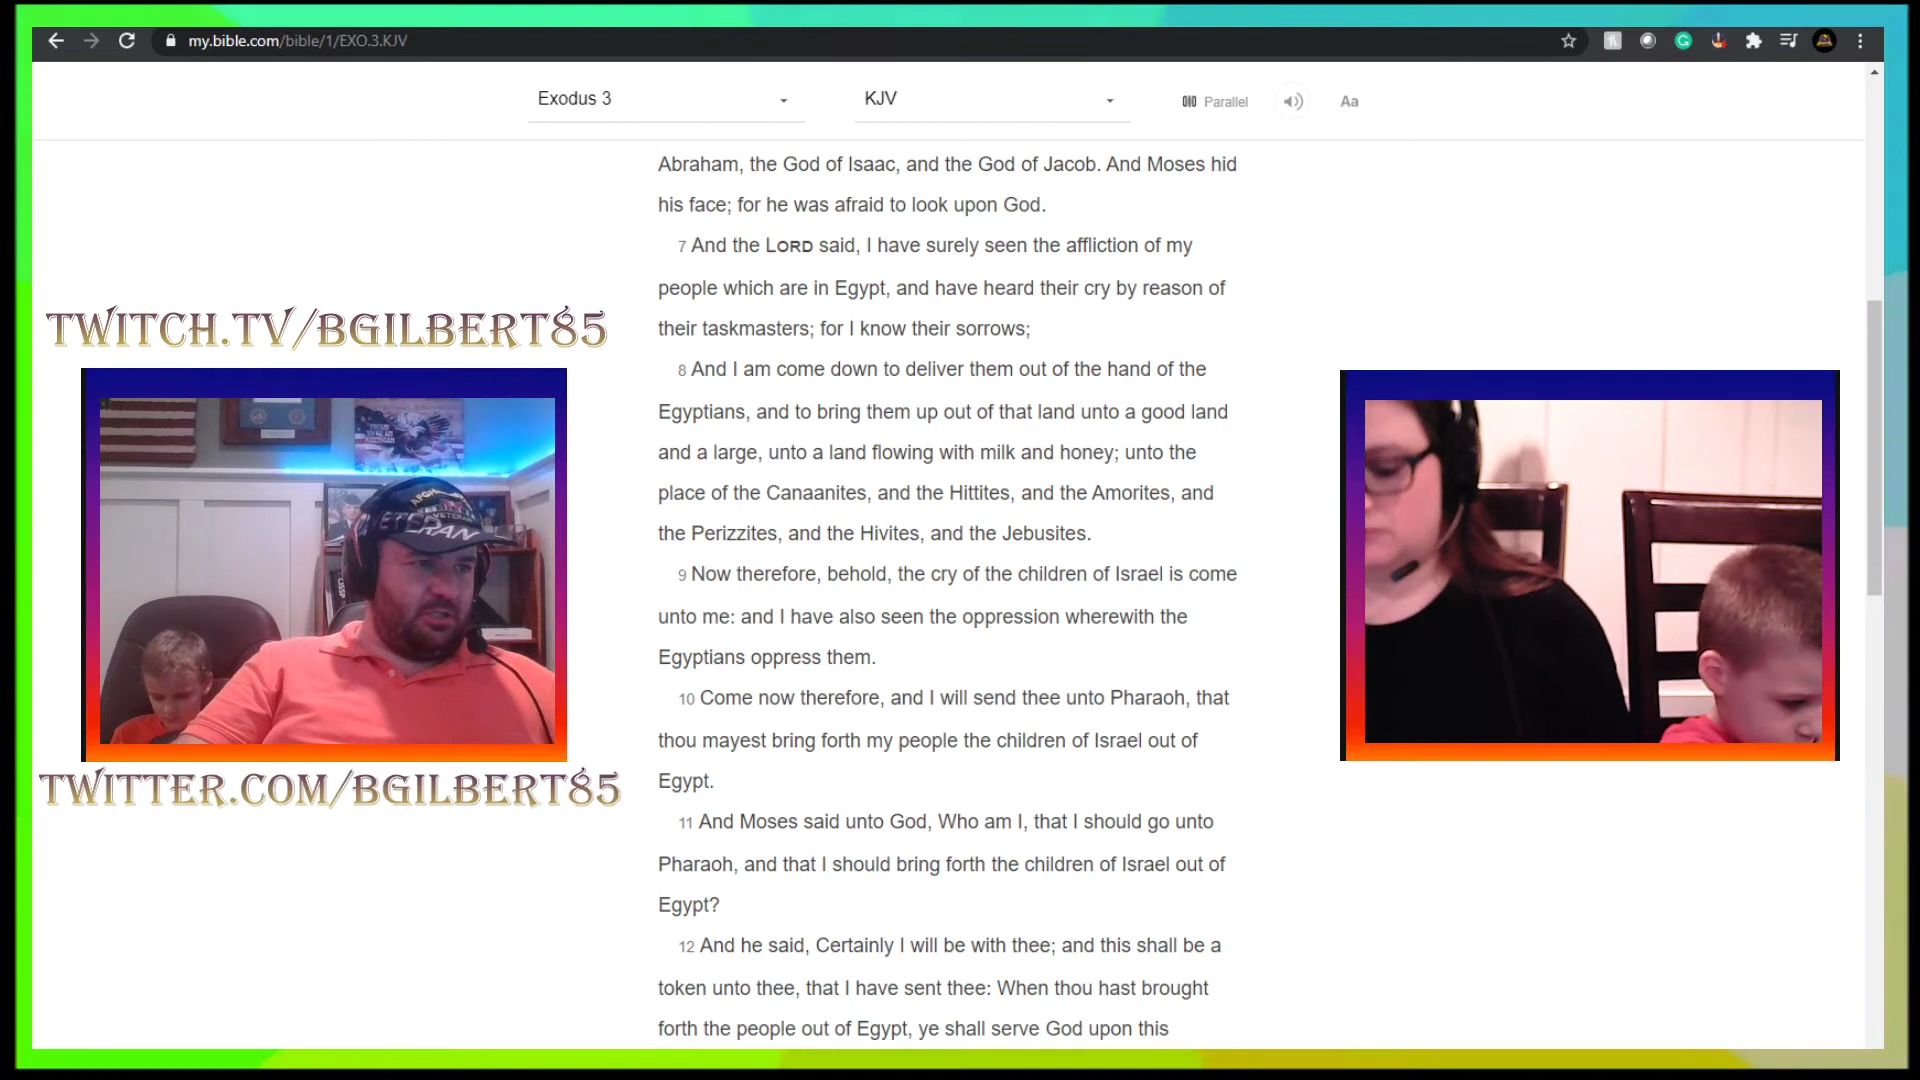 my.bible.com/bible/1/EXO.3.KJV
Exodus 3
KJV
Parallel
Aa
Abraham, the God of Isaac, and the God of Jacob. And Moses hid
his face; for he was afraid to look upon God.
7 And the LORD said, I have surely seen the affliction of my
people which are in Egypt, and have heard their cry by reason of
their taskmasters; for I know their sorrows;
8 And I am come down to deliver them out of the hand of the
Egyptians, and to bring them up out of that land unto a good land
and a large, unto a land flowing with milk and honey; unto the
place of the Canaanites, and the Hittites, and the Amorites, and
the Perizzites, and the Hivites, and the Jebusites.
9 Now therefore, behold, the cry of the children of Israel is come
unto me: and I have also seen the oppression wherewith the
Egyptians oppress them.
10 Come now therefore, and I will send thee unto Pharaoh, that
thou mayest bring forth my people the children of Israel out of
Egypt.
11 And Moses said unto God, Who am I, that I should go unto
Pharaoh, and that I should bring forth the children of Israel out of
Egypt?
12 And he said, Certainly I will be with thee; and this shall be a
token unto thee, that I have sent thee: When thou hast brought
forth the people out of Egypt, ye shall serve God upon this
TWITCH.TV/BGILBERT85
VETERAN
CISSP
TWITTER.COM/BGILBERT85